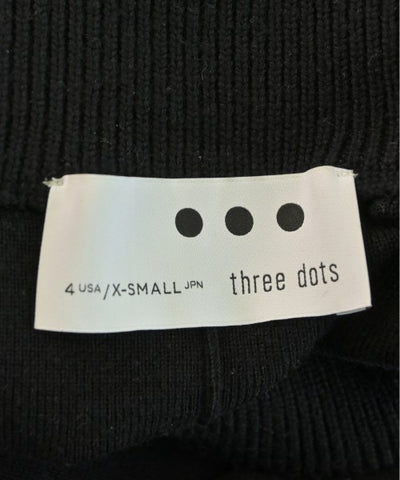 4 USA/X-SMALL JPN three dots